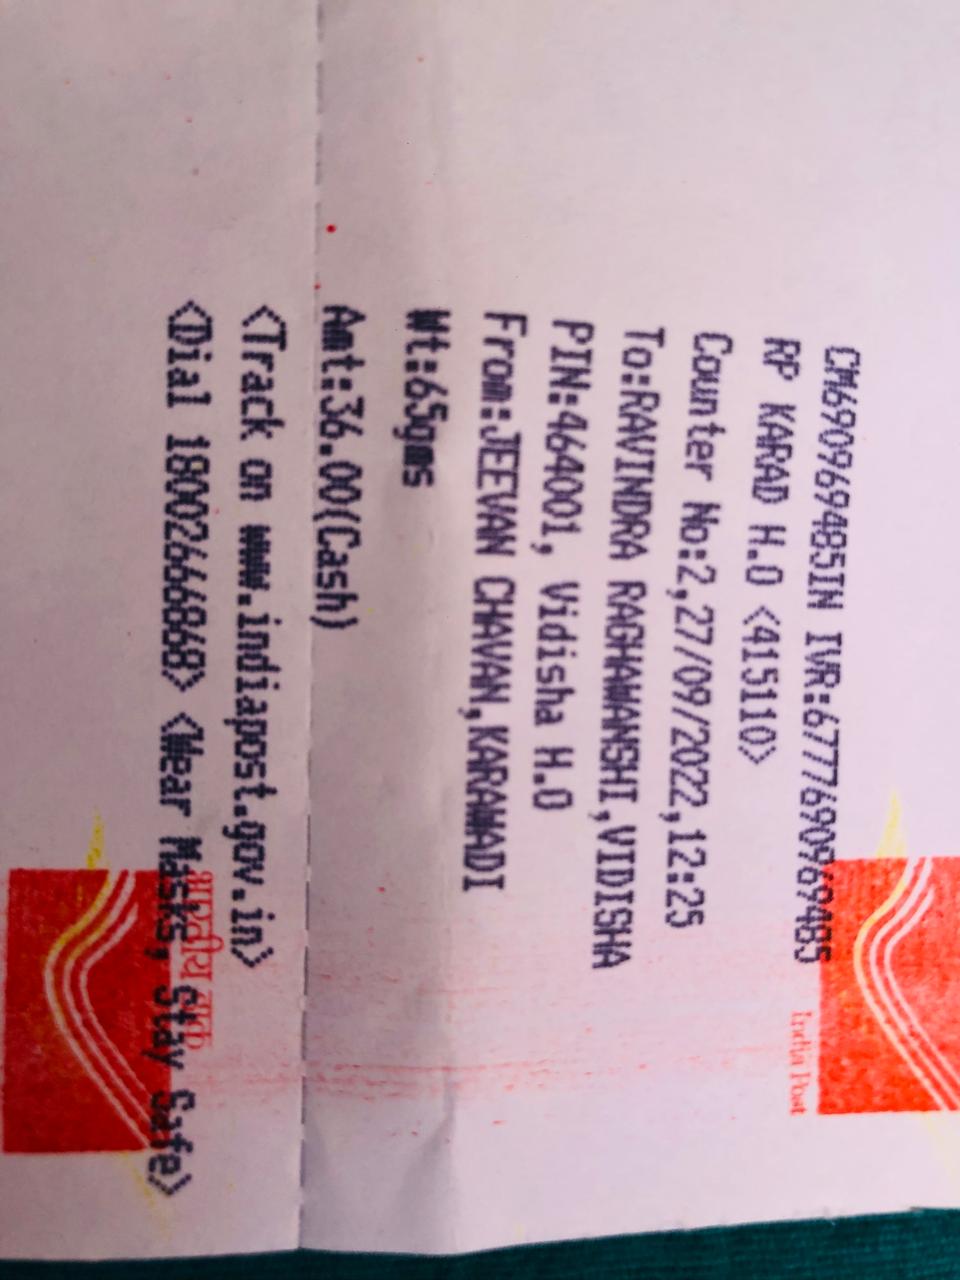 CM690969485IN IVR:6777690969485
RP KARAD H.O <415110>
Counter No:2,27/09/2022,12:25
To:RAVINDRA RAGHAWANSHI,VIDISHA
PIN:464001, Vidisha H.O
From:JEEVAN CHAVAN,KARAWADI
Wt:65gms
Amt:36.00(Cash)
<Track on www.indiapost.gov.in>
<Dial 18002666868> <Wear Masks, Stay Safe>
India Post
भारतीय डाक